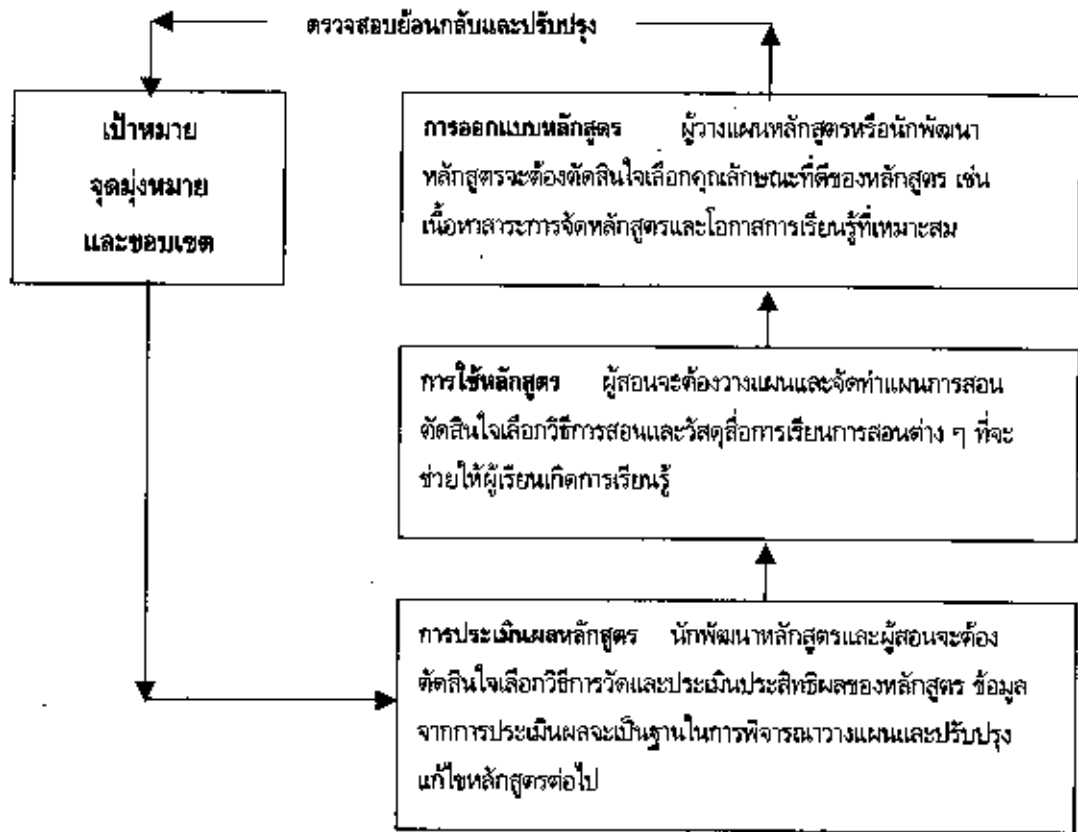 ตรวจสอบย้อนกลับและปรับปรุง
เป้าหมาย
จุดมุ่งหมาย
และขอบเขต
การออกแบบหลักสูตร ผู้วางแผนหลักสูตรหรือนักพัฒนา
หลักสูตรจะต้องตัดสินใจเลือกคุณลักษณะที่ดีของหลักสูตร เช่น
เนื้อหาสาระการจัดหลักสูตรและโอกาสการเรียนรู้ที่เหมาะสม
การใช้หลักสูตร ผู้สอนจะต้องวางแผนและจัดทำแผนการสอน
ตัดสินใจเลือกวิธีการสอนและวัสดุสื่อการเรียนการสอนต่าง ๆ ที่จะ
ช่วยให้ผู้เรียนเกิดการเรียนรู้
การประเมินผลหลักสูตร นักพัฒนาหลักสูตรและผู้สอนจะต้อง
ตัดสินใจเลือกวิธีการวัดและประเมินประสิทธิผลของหลักสูตร ข้อมูล
จากการประเมินผลจะเป็นฐานในการพิจารณาวางแผนและปรับปรุง
แก้ไขหลักสูตรต่อไป